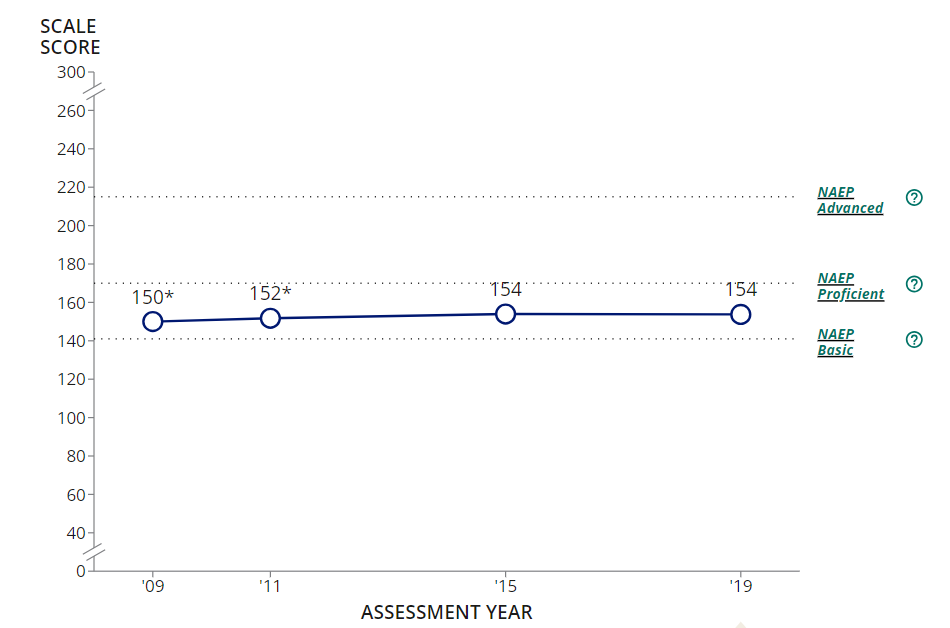 SCALE
SCORE
300
260
240
220
200
180
160
140
120
100
80
60
40
0
NAEP
Advanced
?
NAEP
Proficient
?
NAEP
Basic
?
150*
152*
154
154
'09
'11
'15
'19
ASSESSMENT YEAR